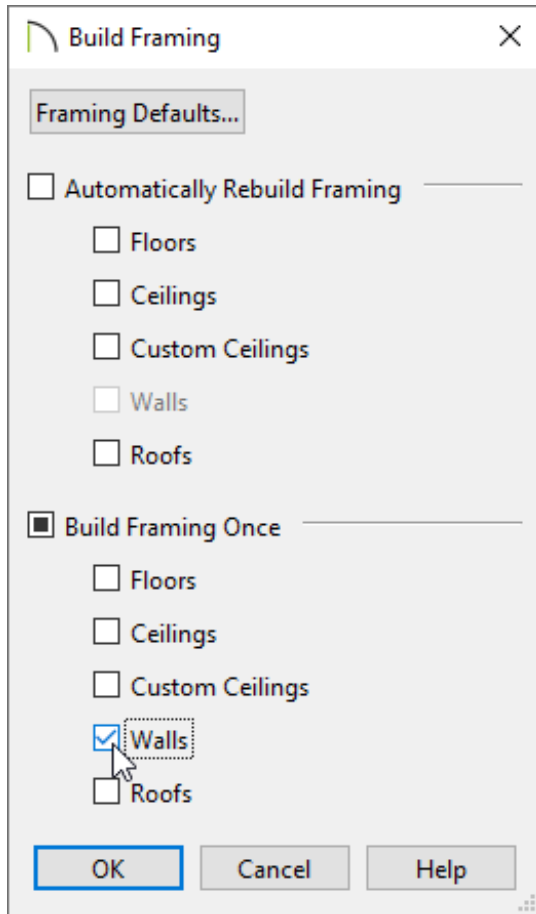 Build Framing
Framing Defaults...
Automatically Rebuild Framing
Floors
Ceilings
Custom Ceilings
Walls
Roofs
Build Framing Once
Floors
Ceilings
Custom Ceilings
Walls
Roofs
OK Cancel Help